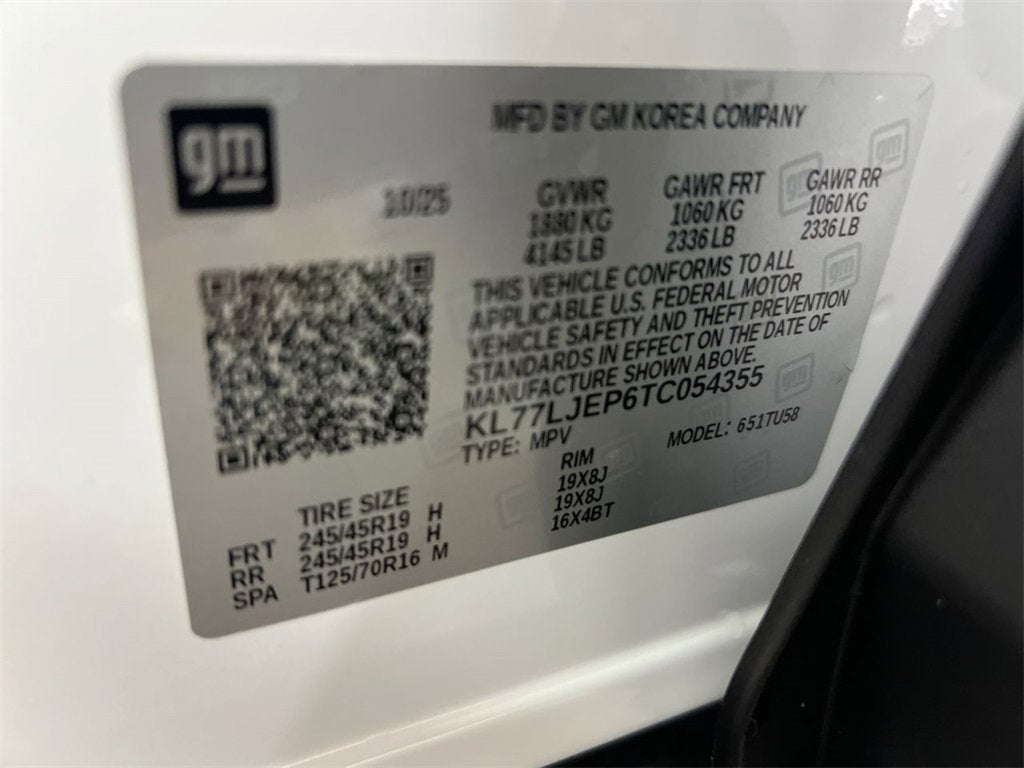 gm
MFD BY GM KOREA COMPANY
10/25
GVWR GAWR FRT GAWR RR
1880 KG 1060 KG 1060 KG
4145 LB 2336 LB 2336 LB
THIS VEHICLE CONFORMS TO ALL
APPLICABLE U.S. FEDERAL MOTOR
VEHICLE SAFETY AND THEFT PREVENTION
STANDARDS IN EFFECT ON THE DATE OF
MANUFACTURE SHOWN ABOVE.
KL77LJEP6TC054355
TYPE: MPV MODEL: 651TU58
TIRE SIZE RIM
FRT 245/45R19 H 19X8J
RR 245/45R19 H 19X8J
SPA T125/70R16 M 16X4BT